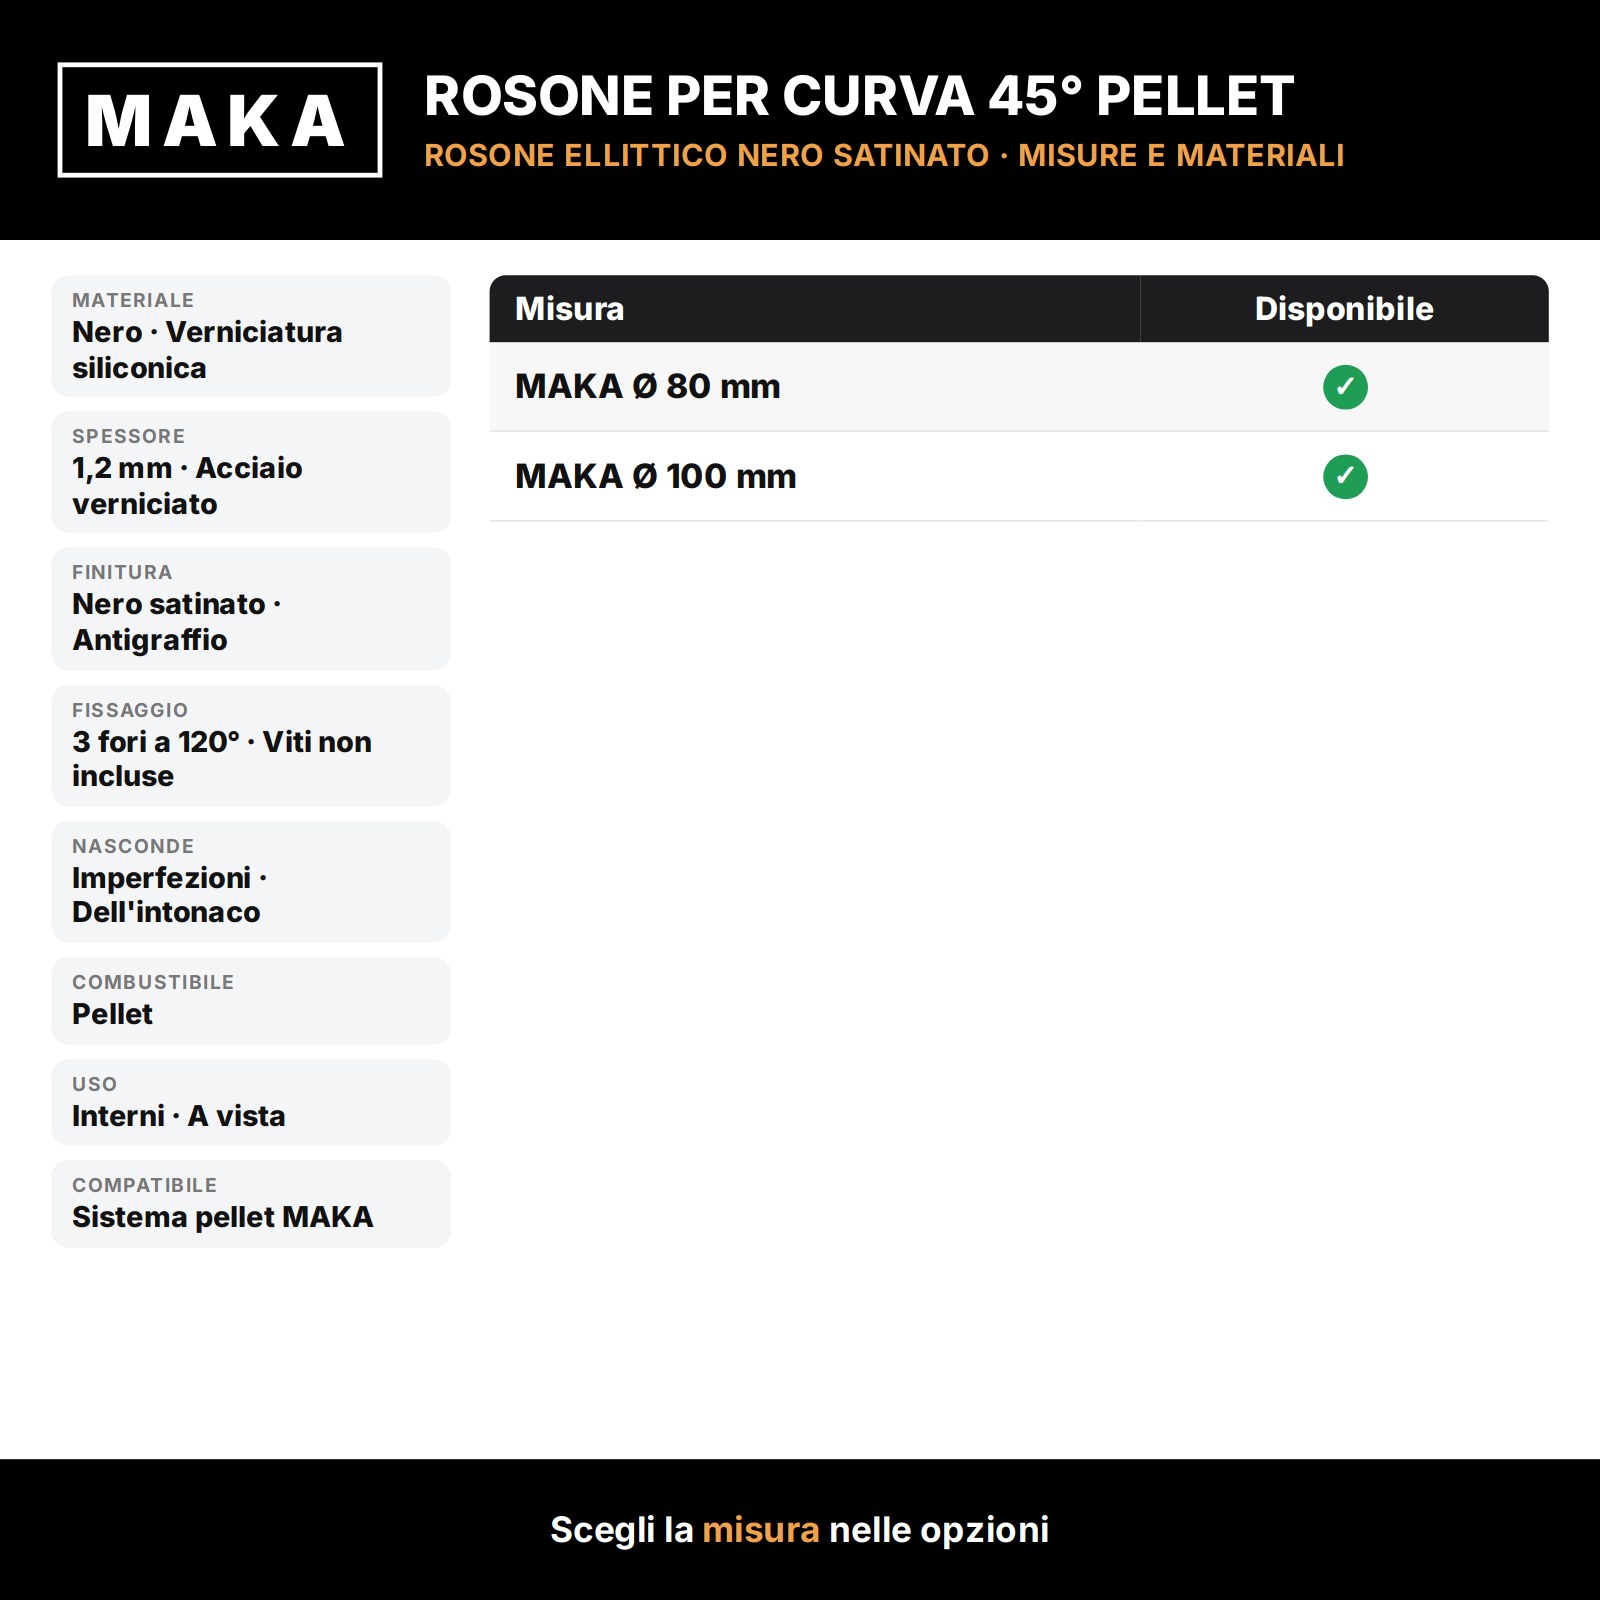 MAKA
ROSONE PER CURVA 45° PELLET
ROSONE ELLITTICO NERO SATINATO · MISURE E MATERIALI
MATERIALE
Nero · Verniciatura
siliconica
SPESSORE
1,2 mm · Acciaio
verniciato
FINITURA
Nero satinato ·
Antigraffio
FISSAGGIO
3 fori a 120° · Viti non
incluse
NASCONDE
Imperfezioni ·
Dell'intonaco
COMBUSTIBILE
Pellet
USO
Interni · A vista
COMPATIBILE
Sistema pellet MAKA
Misura Disponibile
MAKA Ø 80 mm ✓
MAKA Ø 100 mm ✓
Scegli la misura nelle opzioni